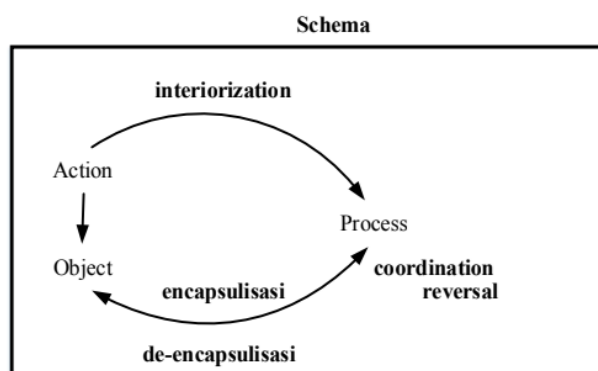 Schema
interiorization
Action
Process
Object
coordination
reversal
encapsulisasi
de-encapsulisasi